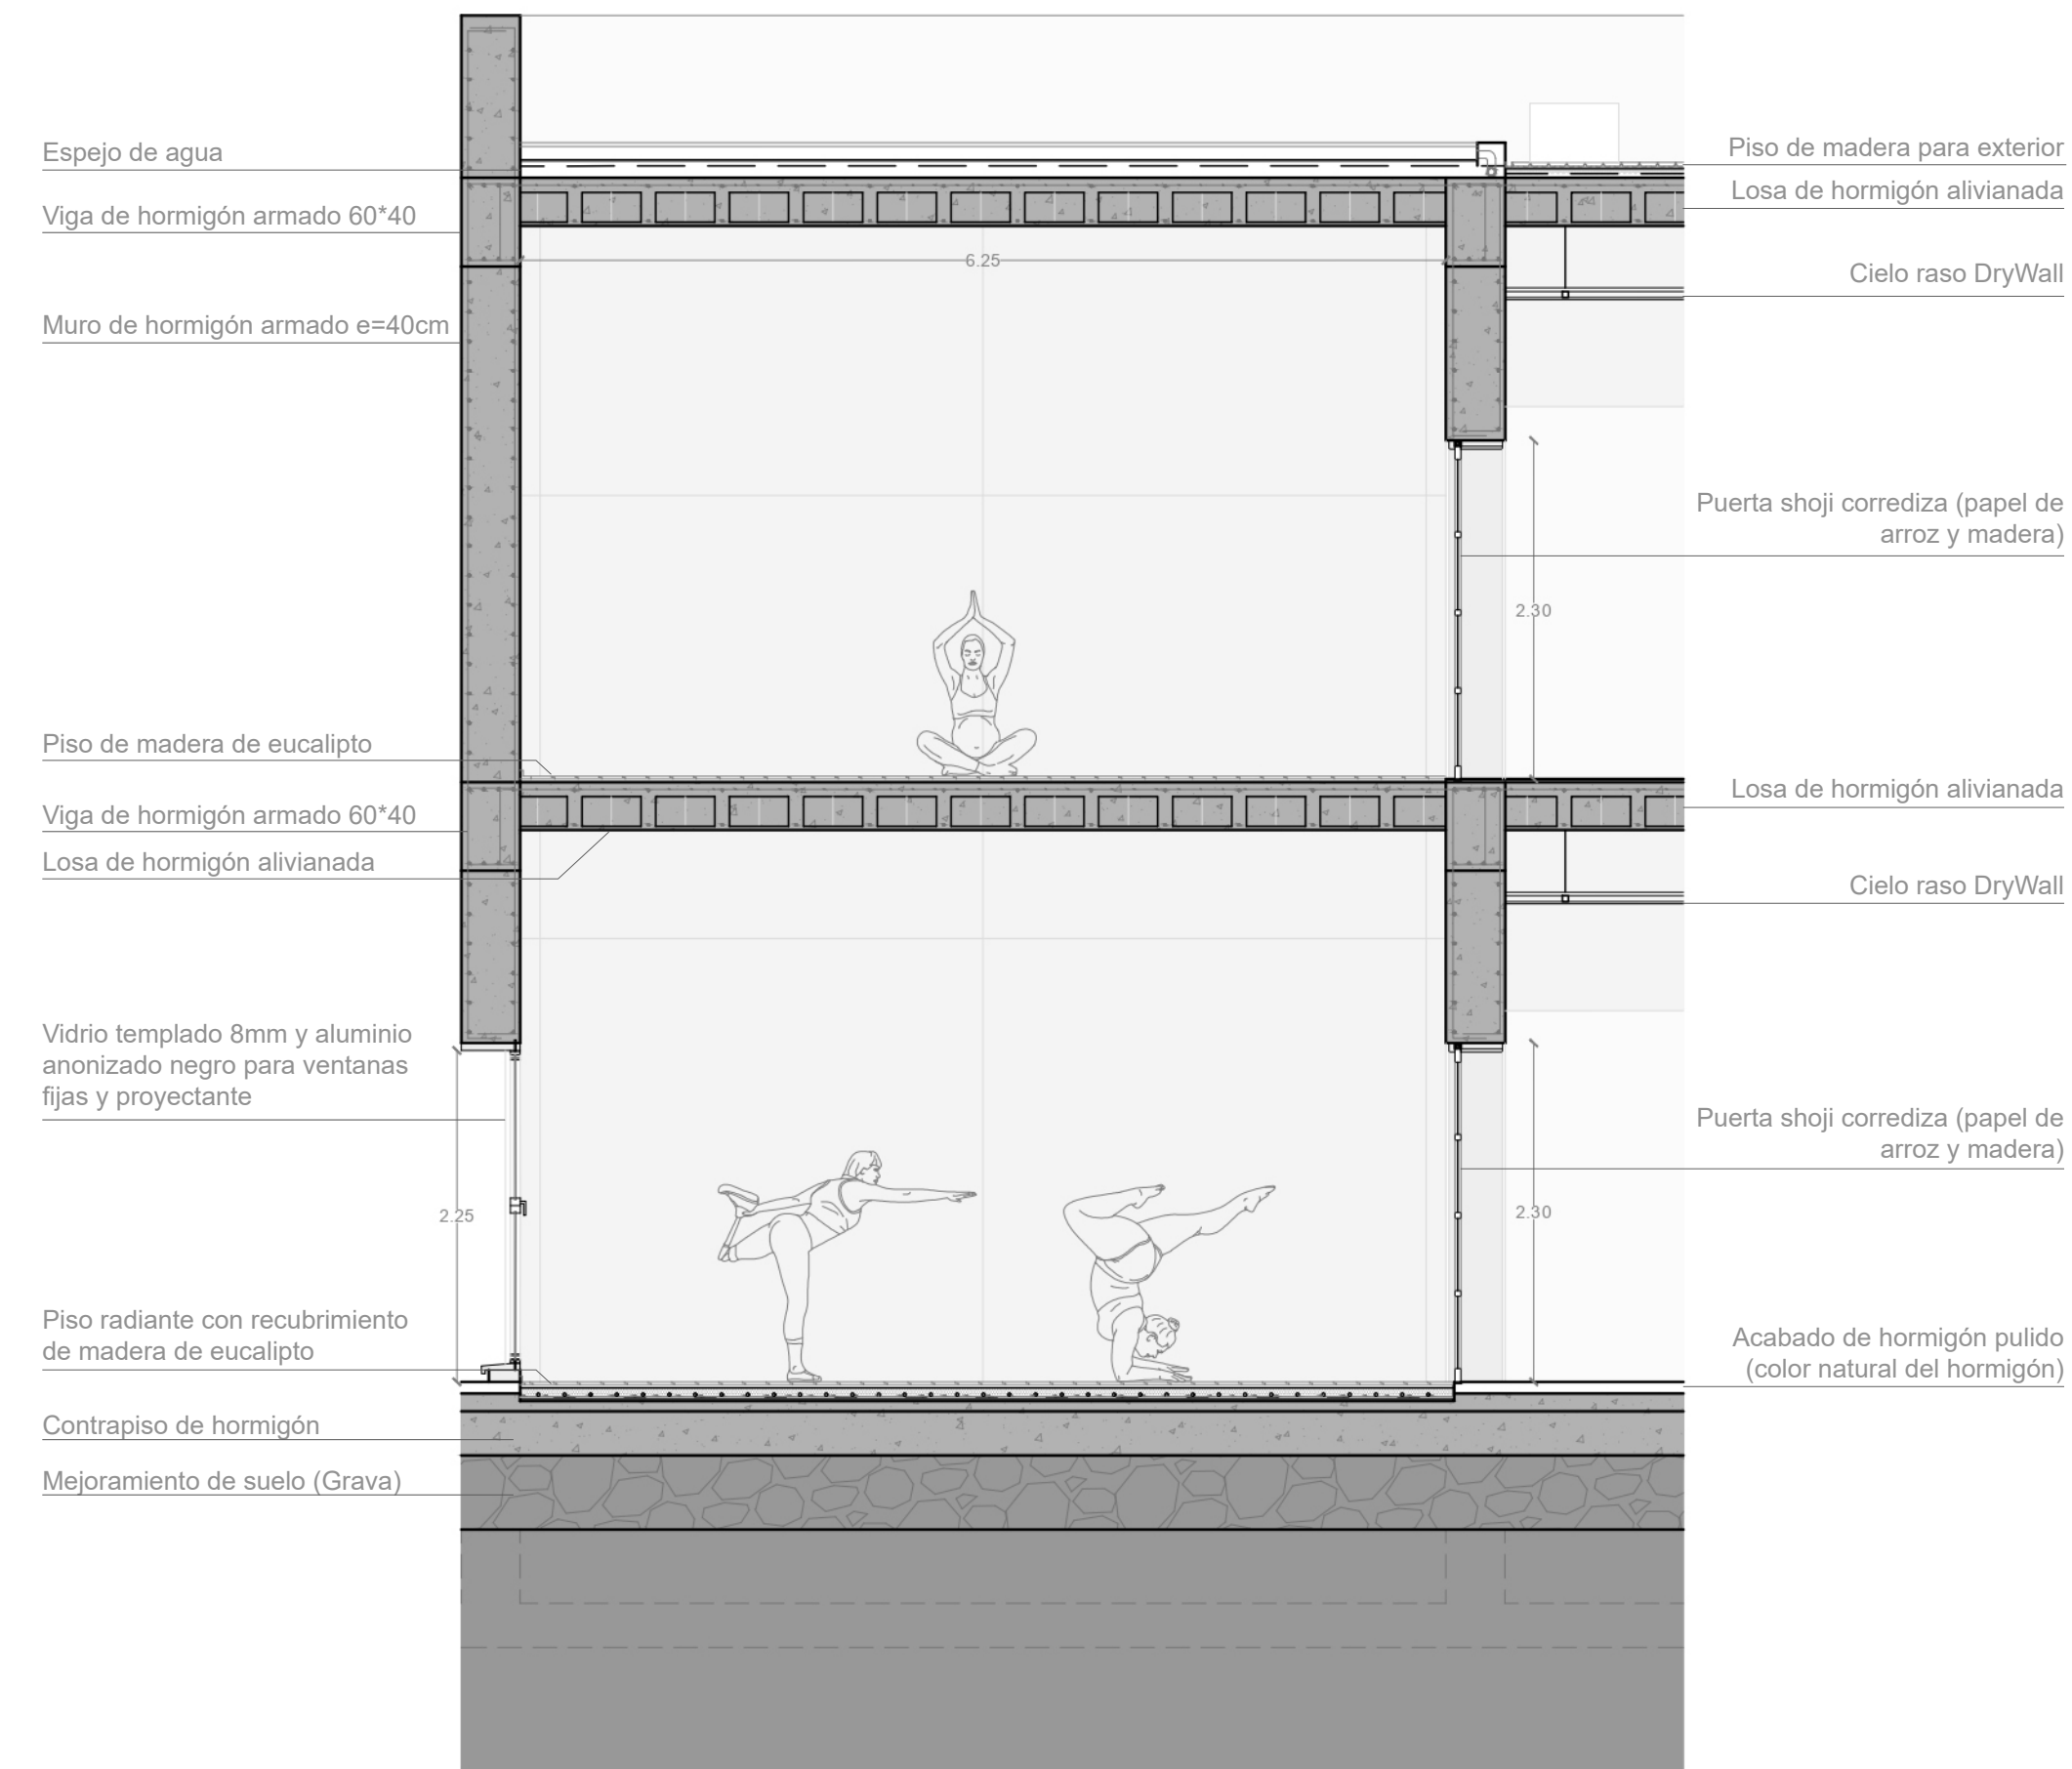 Espejo de agua
Viga de hormigón armado 60*40
Muro de hormigón armado e=40cm
Piso de madera de eucalipto
Viga de hormigón armado 60*40
Losa de hormigón alivianada
Vidrio templado 8mm y aluminio
anonizado negro para ventanas
fijas y proyectante
Piso radiante con recubrimiento
de madera de eucalipto
Contrapiso de hormigón
Mejoramiento de suelo (Grava)
6.25
2.25
2.30
2.30
Piso de madera para exterior
Losa de hormigón alivianada
Cielo raso DryWall
Puerta shoji corrediza (papel de
arroz y madera)
Losa de hormigón alivianada
Cielo raso DryWall
Puerta shoji corrediza (papel de
arroz y madera)
Acabado de hormigón pulido
(color natural del hormigón)